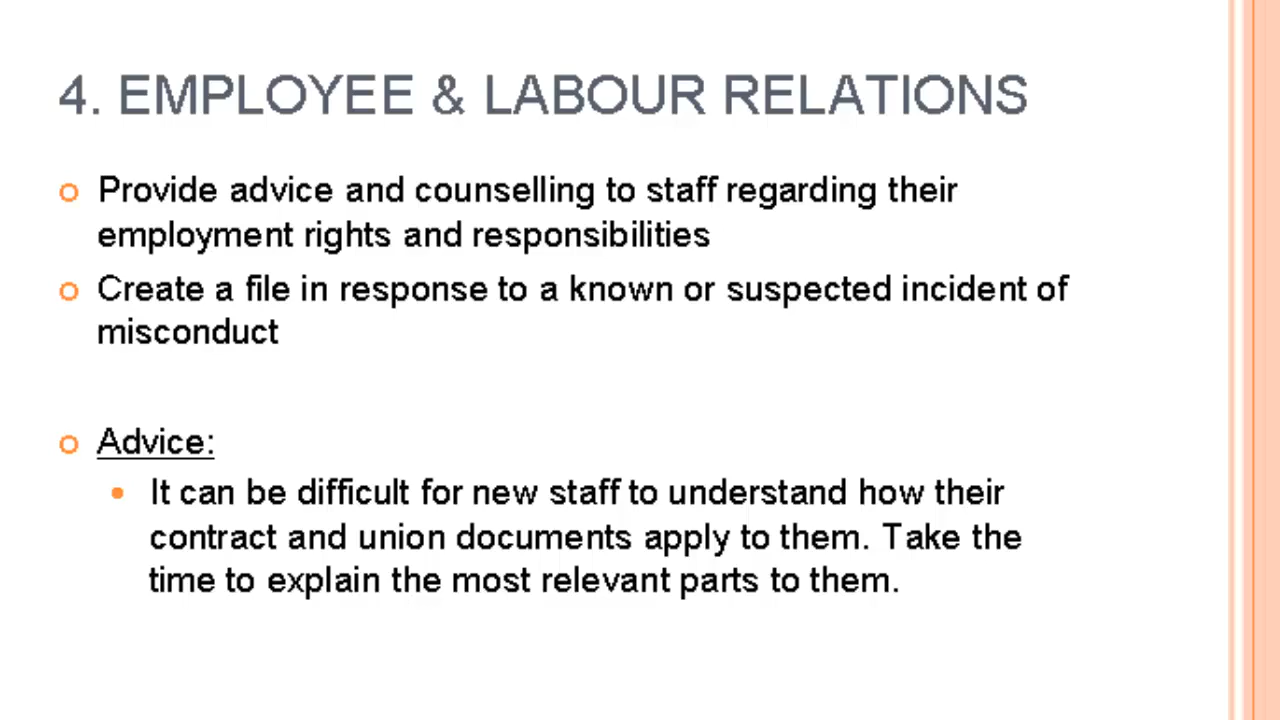 4. EMPLOYEE & LABOUR RELATIONS
Provide advice and counselling to staff regarding their
employment rights and responsibilities
Create a file in response to a known or suspected incident of
misconduct
Advice:
It can be difficult for new staff to understand how their
contract and union documents apply to them. Take the
time to explain the most relevant parts to them.